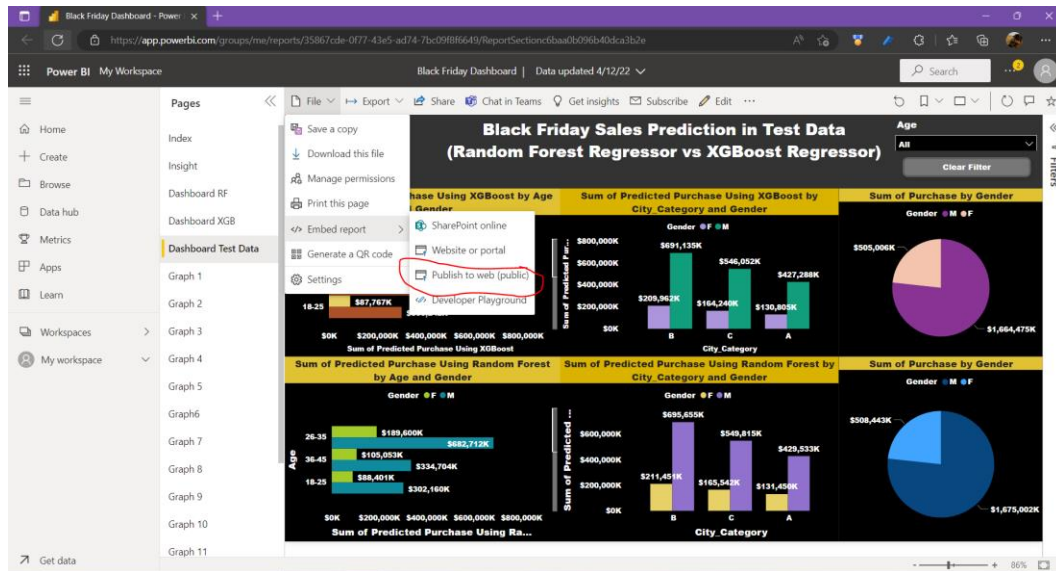 Black Friday Dashboard - Power
https://app.powerbi.com/groups/me/reports/35867cde-0f77-43e5-ad74-7bc09f8f6649/ReportSectionc6baa0b096b40dca3b2e
Power BI My Workspace
Black Friday Dashboard | Data updated 4/12/22
Search
Pages
File
Export
Share
Chat in Teams
Get insights
Subscribe
Edit
Home
Create
Browse
Data hub
Metrics
Apps
Learn
Workspaces
My workspace
Get data
Index
Insight
Dashboard RF
Dashboard XGB
Dashboard Test Data
Graph 1
Graph 2
Graph 3
Graph 4
Graph 5
Graph6
Graph 7
Graph 8
Graph 9
Graph 10
Graph 11
Save a copy
Download this file
Manage permissions
Print this page
Embed report
Generate a QR code
Settings
SharePoint online
Website or portal
Publish to web (public)
Developer Playground
Black Friday Sales Prediction in Test Data
(Random Forest Regressor vs XGBoost Regressor)
Age
All
Clear Filter
Filters
hase Using XGBoost by Age
Gender
18-25
$87,767K
$0K $200,000K $400,000K $600,000K $800,000K
Sum of Predicted Purchase Using XGBoost
Sum of Predicted Purchase Using XGBoost by
City_Category and Gender
Gender F M
Sum of Predicted Pur...
$800,000K
$600,000K
$400,000K
$200,000K
$0K
$691,135K
$546,052K
$427,288K
$209,962K
$164,240K
$130,805K
B C A
City_Category
Sum of Purchase by Gender
Gender M F
$505,006K
$1,664,475K
Sum of Predicted Purchase Using Random Forest
by Age and Gender
Gender F M
Age
26-35
$189,600K
$682,712K
36-45
$105,053K
$334,704K
18-25
$88,401K
$302,160K
$0K $200,000K $400,000K $600,000K $800,000K
Sum of Predicted Purchase Using Ra...
Sum of Predicted Purchase Using Random Forest by
City_Category and Gender
Gender F M
Sum of Predicted ...
$600,000K
$400,000K
$200,000K
$0K
$695,655K
$549,815K
$429,533K
$211,451K
$165,542K
$131,450K
B C A
City_Category
Sum of Purchase by Gender
Gender M F
$508,443K
$1,675,002K
86%